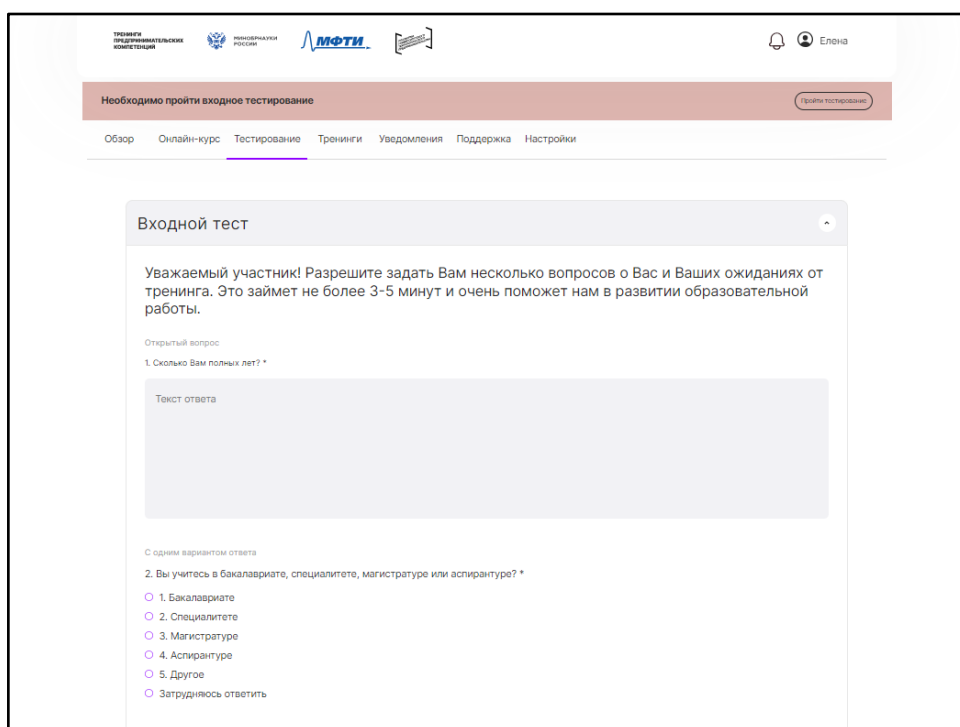 ТРЕНИНГИ
ПРЕДПРИНИМАТЕЛЬСКИХ
КОМПЕТЕНЦИЙ
МИНОБРНАУКИ
РОССИИ
МФТИ
Елена
Необходимо пройти входное тестирование
Пройти тестирование
Обзор Онлайн-курс Тестирование Тренинги Уведомления Поддержка Настройки
Входной тест
Уважаемый участник! Разрешите задать Вам несколько вопросов о Вас и Ваших ожиданиях от
тренинга. Это займет не более 3-5 минут и очень поможет нам в развитии образовательной
работы.
Открытый вопрос
1. Сколько Вам полных лет? *
Текст ответа
С одним вариантом ответа
2. Вы учитесь в бакалавриате, специалитете, магистратуре или аспирантуре? *
1. Бакалавриате
2. Специалитете
3. Магистратуре
4. Аспирантуре
5. Другое
Затрудняюсь ответить